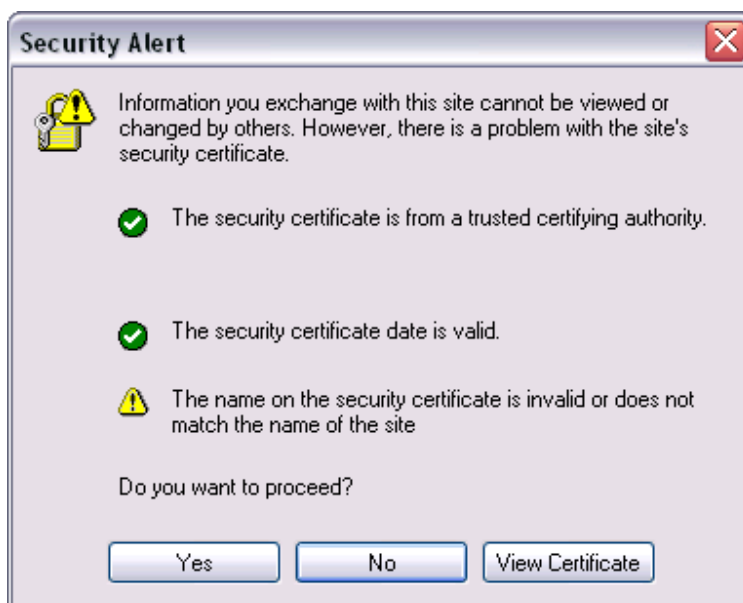 Security Alert
Information you exchange with this site cannot be viewed or
changed by others. However, there is a problem with the site's
security certificate.
The security certificate is from a trusted certifying authority.
The security certificate date is valid.
The name on the security certificate is invalid or does not
match the name of the site
Do you want to proceed?
Yes No View Certificate